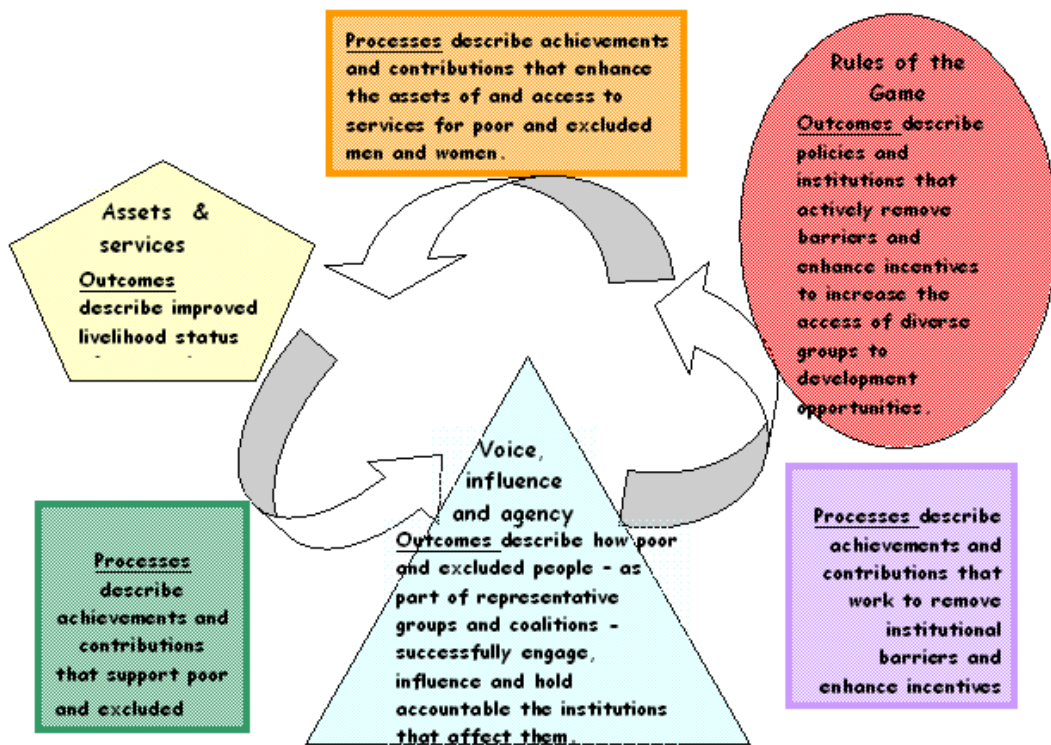 Processes describe achievements
and contributions that enhance
the assets of and access to
services for poor and excluded
men and women.
Rules of the
Game
Outcomes describe
policies and
institutions that
actively remove
barriers and
enhance incentives
to increase the
access of diverse
groups to
development
opportunities.
Assets &
services
Outcomes
describe improved
livelihood status
Voice,
influence
and agency
Outcomes describe how poor
and excluded people - as
part of representative
groups and coalitions -
successfully engage,
influence and hold
accountable the institutions
that affect them.
Processes
describe
achievements and
contributions
that support poor
and excluded
Processes describe
achievements and
contributions that
work to remove
institutional
barriers and
enhance incentives